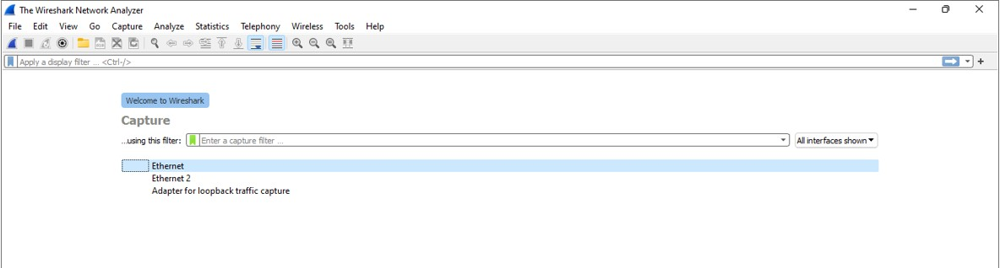 The Wireshark Network Analyzer
File Edit View Go Capture Analyze Statistics Telephony Wireless Tools Help
Apply a display filter ... <Ctrl-/>
Welcome to Wireshark
Capture
...using this filter: Enter a capture filter ... All interfaces shown
Ethernet
Ethernet 2
Adapter for loopback traffic capture